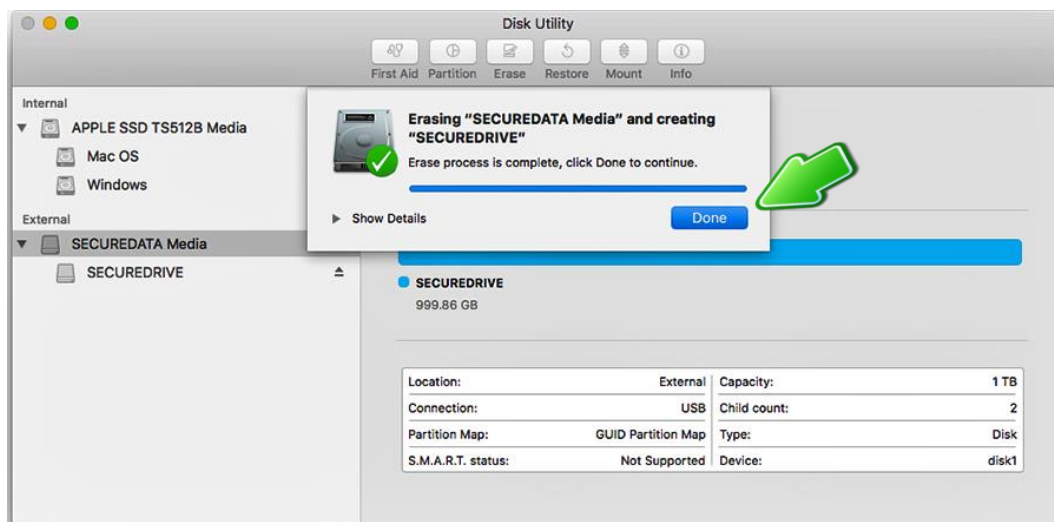 Disk Utility
First Aid Partition Erase Restore Mount Info
Internal
APPLE SSD TS512B Media
Mac OS
Windows
External
SECUREDATA Media
SECUREDRIVE
Erasing “SECUREDATA Media” and creating
“SECUREDRIVE”
Erase process is complete, click Done to continue.
Show Details
Done
SECUREDRIVE
999.86 GB
Location: External Capacity: 1 TB
Connection: USB Child count: 2
Partition Map: GUID Partition Map Type: Disk
S.M.A.R.T. status: Not Supported Device: disk1